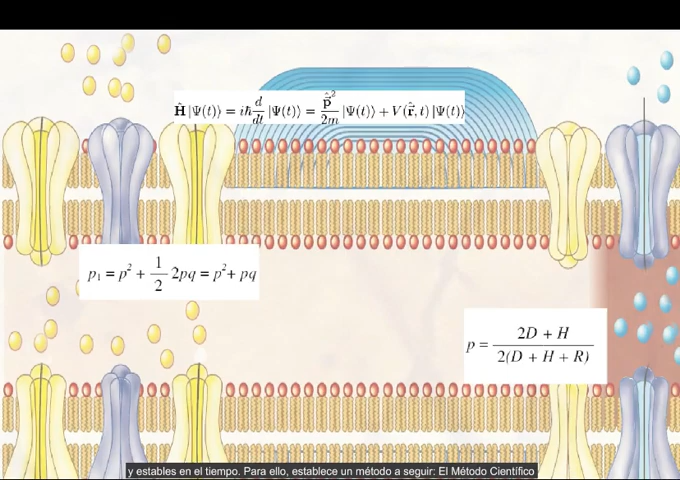 Ĥ |Ψ(t)⟩ = iħ d/dt |Ψ(t)⟩ = p̂²/2m |Ψ(t)⟩ + V(r̂, t) |Ψ(t)⟩
p₁ = p² + 1/2 2pq = p² + pq
p = 2D + H / 2(D + H + R)
y estables en el tiempo. Para ello, establece un método a seguir: El Método Científico